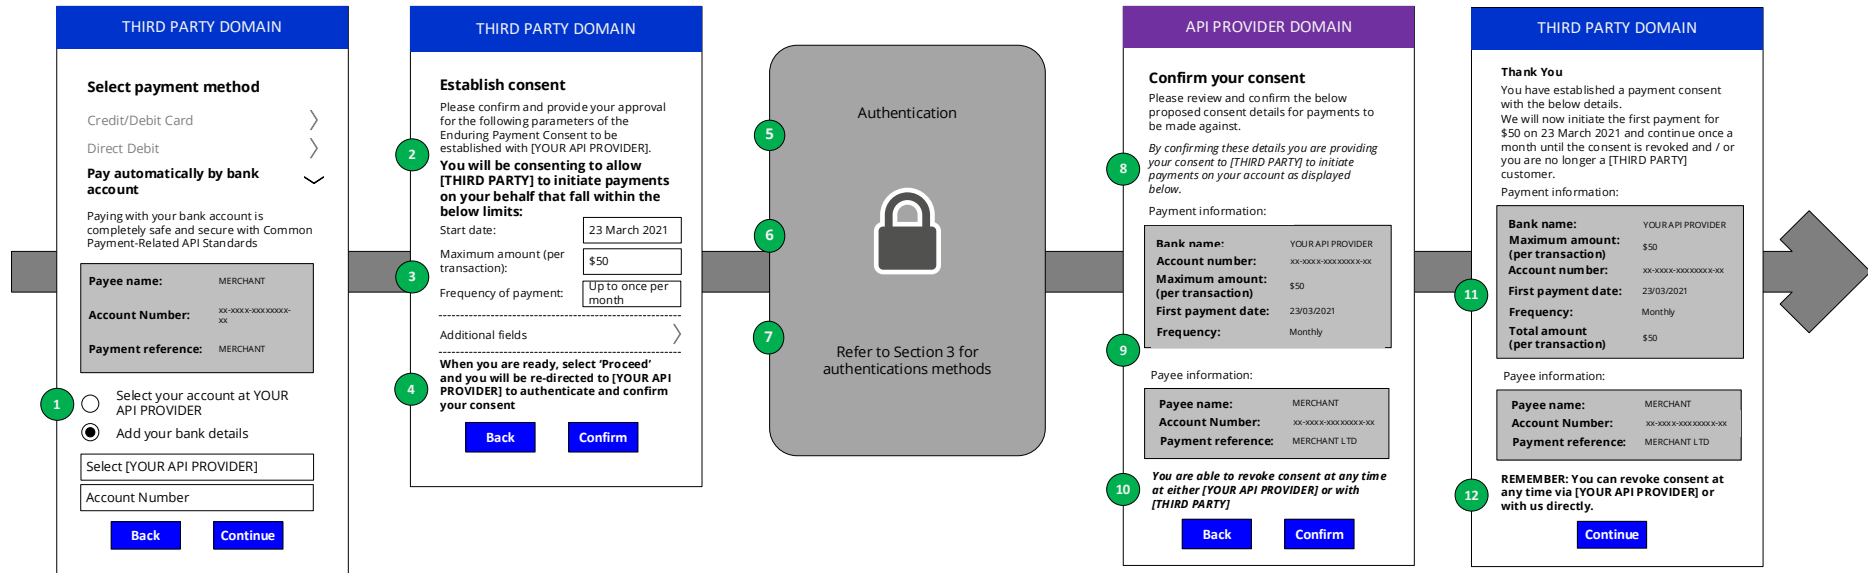 THIRD PARTY DOMAIN
Select payment method
Credit/Debit Card
Direct Debit
Pay automatically by bank
account
Paying with your bank account is
completely safe and secure with Common
Payment-Related API Standards
Payee name: MERCHANT
Account Number: xx-xxxx-xxxxxxxx-
xx
Payment reference: MERCHANT
1
Select your account at YOUR
API PROVIDER
Add your bank details
Select [YOUR API PROVIDER]
Account Number
Back Continue
THIRD PARTY DOMAIN
Establish consent
Please confirm and provide your approval
for the following parameters of the
Enduring Payment Consent to be
established with [YOUR API PROVIDER].
2
You will be consenting to allow
[THIRD PARTY] to initiate payments
on your behalf that fall within the
below limits:
Start date: 23 March 2021
Maximum amount (per
transaction): $50
3
Frequency of payment: Up to once per
month
Additional fields
When you are ready, select ‘Proceed’
and you will be re-directed to [YOUR API
PROVIDER] to authenticate and confirm
your consent
4
Back Confirm
Authentication
5
6
7
Refer to Section 3 for
authentications methods
API PROVIDER DOMAIN
Confirm your consent
Please review and confirm the below
proposed consent details for payments to
be made against.
By confirming these details you are providing
your consent to [THIRD PARTY] to initiate
payments on your account as displayed
below.
8
Payment information:
Bank name: YOUR API PROVIDER
Account number: xx-xxxx-xxxxxxxx-xx
Maximum amount:
(per transaction) $50
First payment date: 23/03/2021
Frequency: Monthly
9
Payee information:
Payee name: MERCHANT
Account Number: xx-xxxx-xxxxxxxx-xx
Payment reference: MERCHANT LTD
10
You are able to revoke consent at any time
at either [YOUR API PROVIDER] or with
[THIRD PARTY]
Back Confirm
THIRD PARTY DOMAIN
Thank You
You have established a payment consent
with the below details.
We will now initiate the first payment for
$50 on 23 March 2021 and continue once a
month until the consent is revoked and / or
you are no longer a [THIRD PARTY]
customer.
Payment information:
Bank name: YOUR API PROVIDER
Maximum amount:
(per transaction) $50
Account number: xx-xxxx-xxxxxxxx-xx
First payment date: 23/03/2021
11
Frequency: Monthly
Total amount
(per transaction) $50
Payee information:
Payee name: MERCHANT
Account Number: xx-xxxx-xxxxxxxx-xx
Payment reference: MERCHANT LTD
REMEMBER: You can revoke consent at
any time via [YOUR API PROVIDER] or
with us directly.
12
Continue